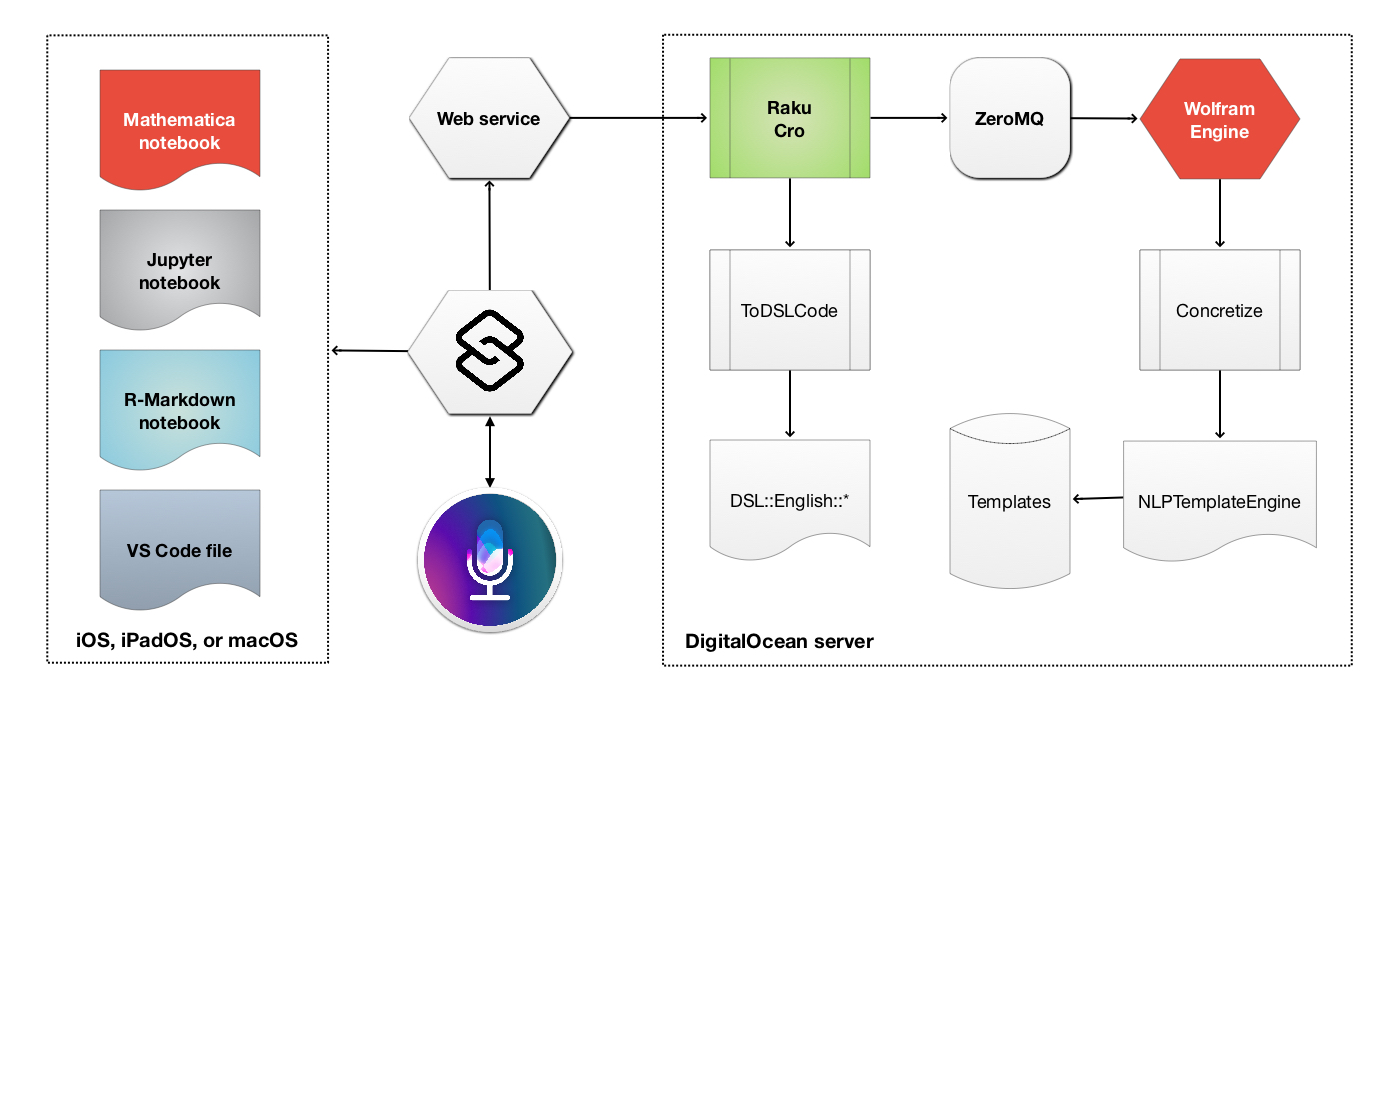 Mathematica
notebook
Jupyter
notebook
R-Markdown
notebook
VS Code file
iOS, iPadOS, or macOS
Web service
Raku
Cro
ZeroMQ
Wolfram
Engine
ToDSLCode
Concretize
DSL::English::*
Templates
NLPTemplateEngine
DigitalOcean server